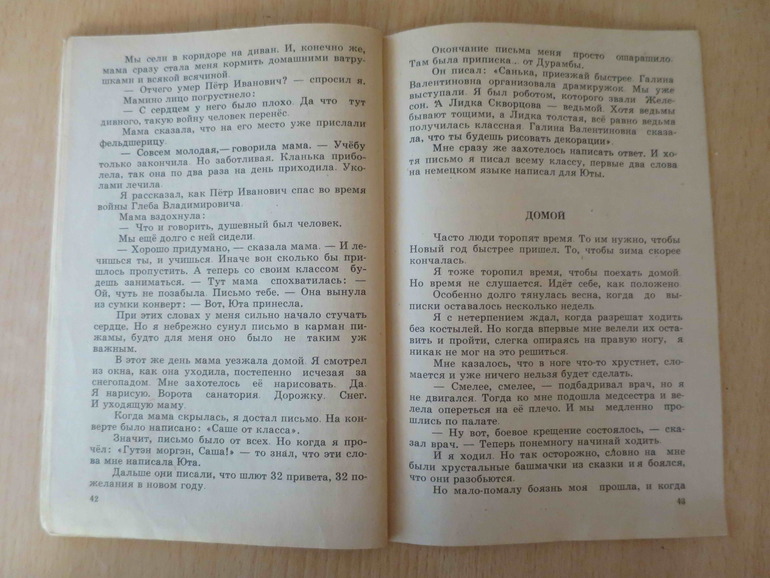 Мы сели в коридоре на диван. И, конечно же,
мама сразу стала меня кормить домашними ватру-
шками и всякой всячиной.
— Отчего умер Пётр Иванович? — спросил я.
Мамино лицо погрустнело:
— С сердцем у него было плохо. Да что тут
дивного, такую войну человек перенёс.
Мама сказала, что на его место уже прислали
фельдшерицу.
— Совсем молодая,— говорила мама. — Учёбу
только закончила. Но заботливая. Кланька прибо-
лела, так она по два раза на день приходила. Уко-
лами лечила.
Я рассказал, как Пётр Иванович спас во время
войны Глеба Владимировича.
Мама вздохнула:
— Что и говорить, душевный был человек.
Мы ещё долго с ней сидели.
— Хорошо придумано, — сказала мама. — И ле-
чишься ты, и учишься. Иначе вон сколько бы при-
шлось пропустить. А теперь со своим классом бу-
дешь заниматься. — Тут мама спохватилась: —
Ой, чуть не позабыла. Письмо тебе. — Она вынула
из сумки конверт: — Вот, Юта принесла.
При этих словах у меня сильно начало стучать
сердце. Но я небрежно сунул письмо в карман пи-
жамы, будто для меня оно было не таким уж
важным.
В этот же день мама уезжала домой. Я смотрел
из окна, как она уходила, постепенно исчезая за
снегопадом. Мне захотелось её нарисовать. Да.
Я нарисую. Ворота санатория. Дорожку. Снег.
И уходящую маму.
Когда мама скрылась, я достал письмо. На кон-
верте было написано: «Саше от класса».
Значит, письмо было от всех. Но когда я про-
чёл: «Гутэн моргэн, Саша!» — то знал, что эти сло-
ва мне написала Юта.
Дальше они писали, что шлют 32 привета, 32 по-
желания в новом году.
42
Окончание письма меня просто ошарашило.
Там была приписка.. от Дурамбы.
Он писал: «Санька, приезжай быстрее. Галина
Валентиновна организовала драмкружок. Мы уже
выступали. Я был роботом, которого звали Желе-
сон. А Лидка Скворцова — ведьмой. Хотя ведьмы
бывают тощими, а Лидка толстая, всё равно ведьма
получилась классная. Галина Валентиновна сказа-
ла, что ты будешь рисовать декорации».
Мне сразу же захотелось написать ответ. И хо-
тя письмо я писал всему классу, первые два слова
на немецком языке написал для Юты.
ДОМОЙ
Часто люди торопят время. То им нужно, чтобы
Новый год быстрее пришел. То, чтобы зима скорее
кончалась.
Я тоже торопил время, чтобы поехать домой.
Но время не слушается. Идёт себе, как положено.
Особенно долго тянулась весна, когда до вы-
писки оставалось несколько недель.
Я с нетерпением ждал, когда разрешат ходить
без костылей. Но когда впервые мне велели их ос-
тавить и пройти, слегка опираясь на правую ногу, а
я никак не мог на это решиться.
Мне казалось, что в ноге что-то хрустнет, сло-
мается и уже ничего нельзя будет сделать.
— Смелее, смелее, — подбадривал врач, но я
не двигался. Тогда ко мне подошла медсестра и ве-
лела опереться на её плечо. И мы медленно про-
шлись по палате.
— Ну вот, боевое крещение состоялось, — ска-
зал врач. — Теперь понемногу начинай ходить.
И я ходил. Но так осторожно, словно на мне
были хрустальные башмачки из сказки и я боялся,
что они разобьются.
Но мало-помалу боязнь моя прошла, и когда
43